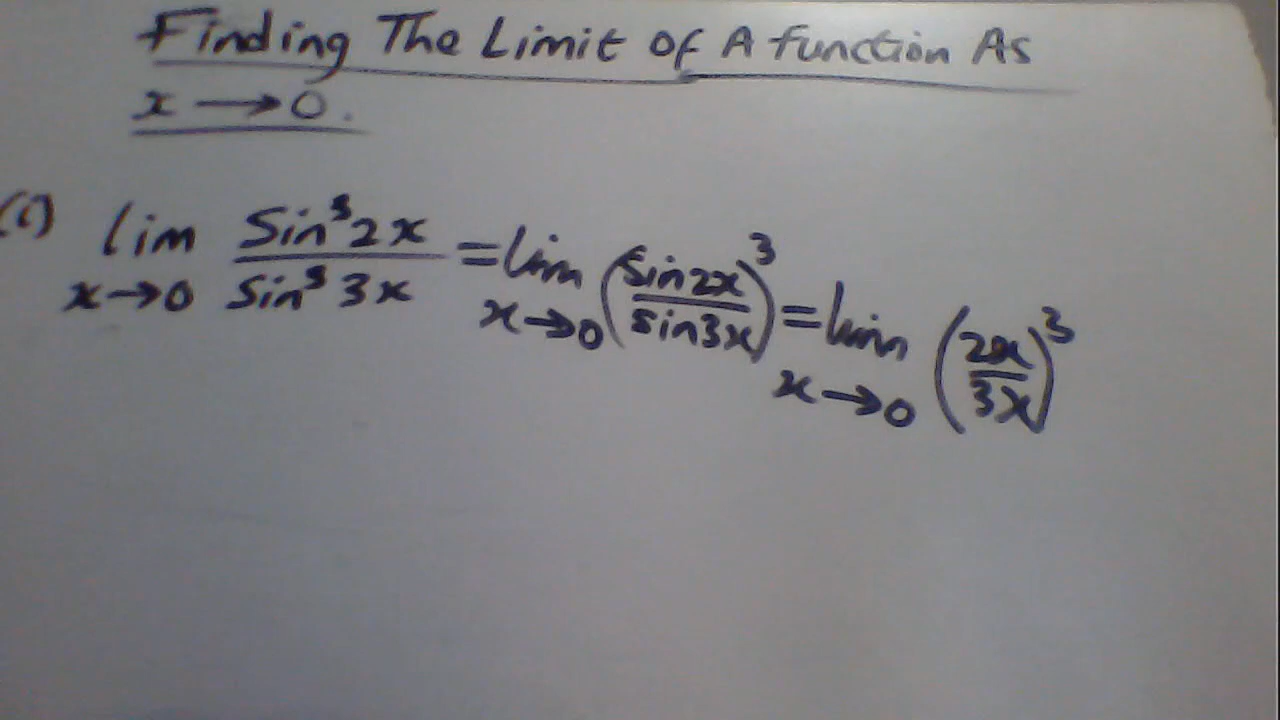 Finding The Limit Of A function As
x → 0.
(i) lim x→0 Sin³2x / Sin³3x = lim x→0 (Sin2x / sin3x)³ = lim x→0 (2x / 3x)³